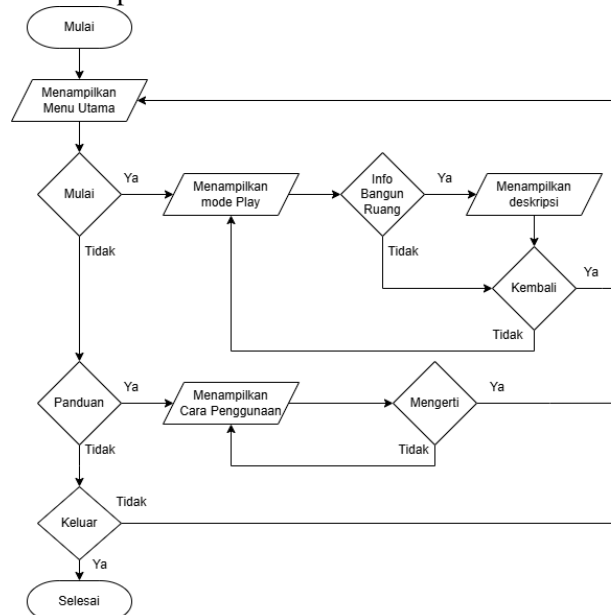 Mulai
Menampilkan
Menu Utama
Mulai
Ya
Tidak
Menampilkan
mode Play
Info
Bangun
Ruang
Ya
Tidak
Menampilkan
deskripsi
Kembali
Ya
Tidak
Panduan
Ya
Tidak
Menampilkan
Cara Penggunaan
Mengerti
Ya
Tidak
Keluar
Tidak
Ya
Selesai